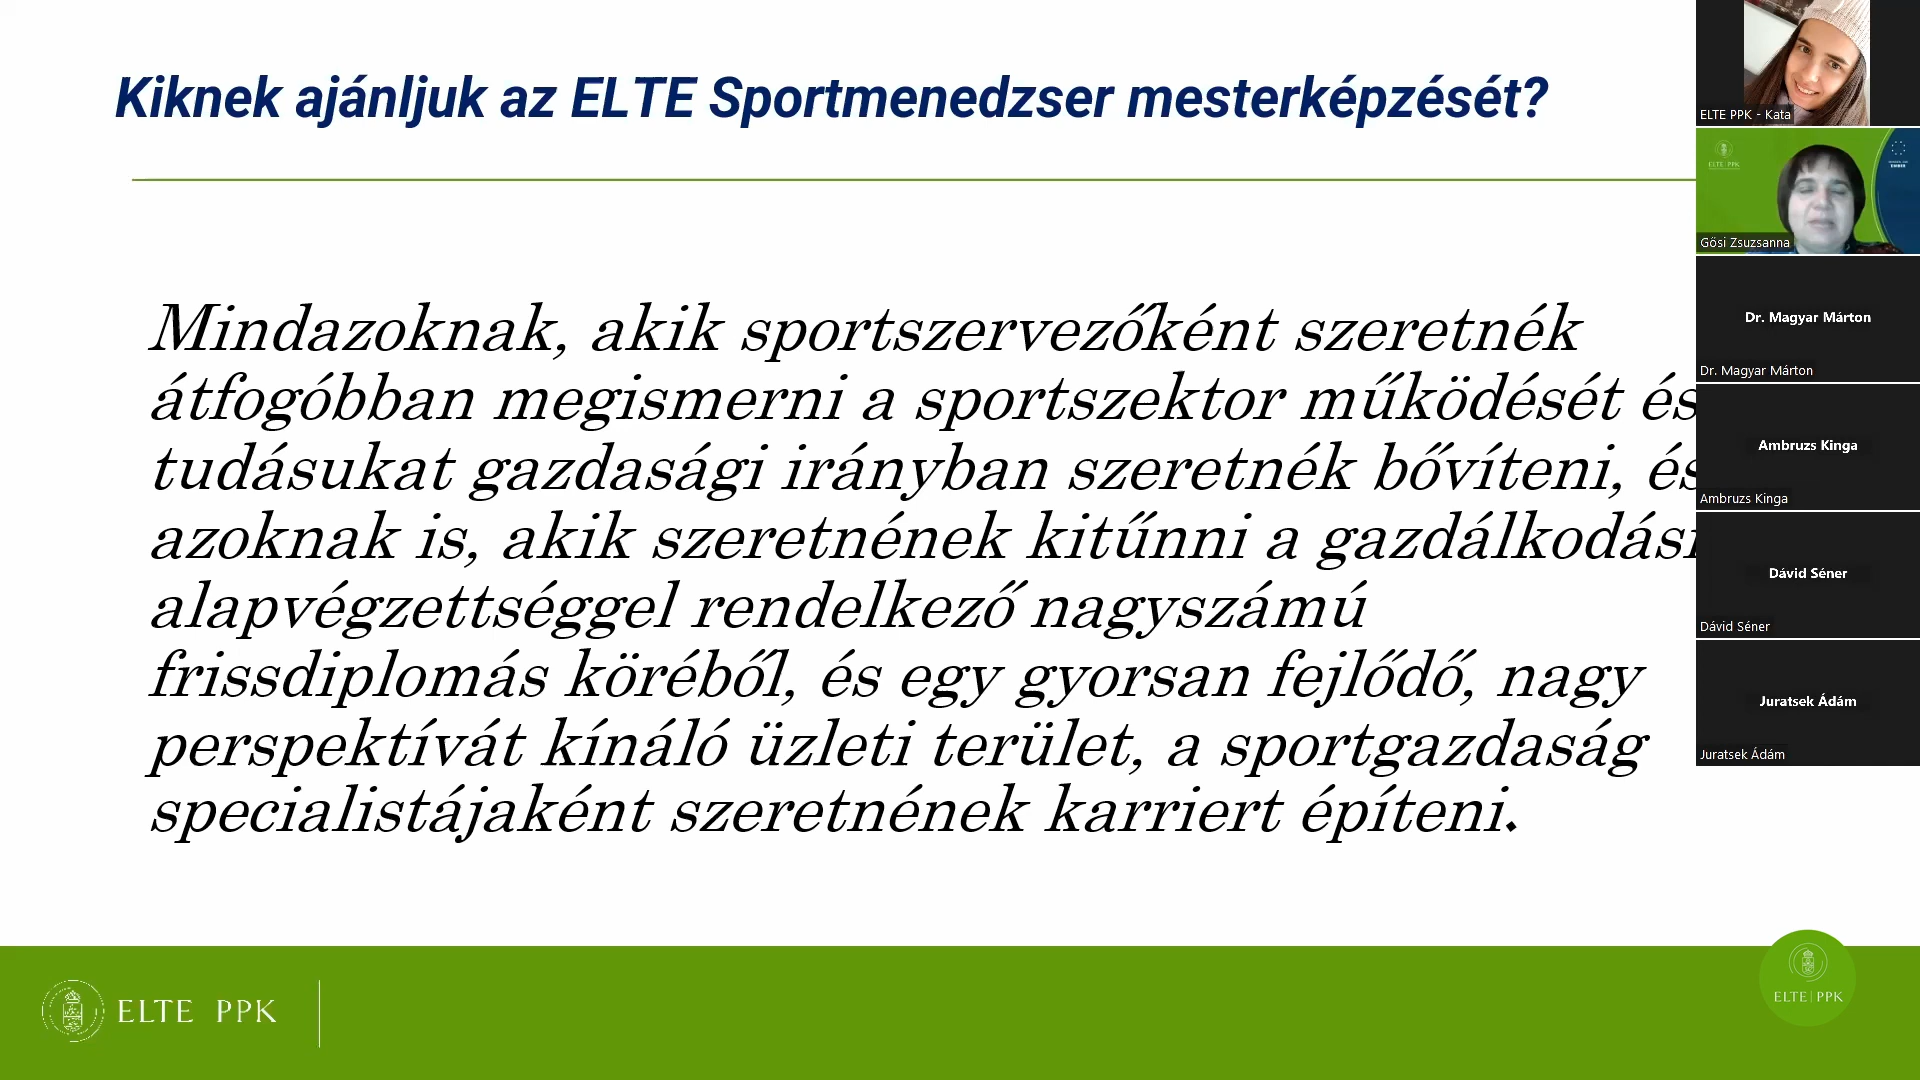 Kiknek ajánljuk az ELTE Sportmenedzser mesterképzését?
Mindazoknak, akik sportszervezőként szeretnék
átfogóbban megismerni a sportszektor működését és
tudásukat gazdasági irányban szeretnék bővíteni, és
azoknak is, akik szeretnének kitűnni a gazdálkodási
alapvégzettséggel rendelkező nagyszámú
frissdiplomás köréből, és egy gyorsan fejlődő, nagy
perspektívát kínáló üzleti terület, a sportgazdaság
specialistájaként szeretnének karriert építeni.
ELTE PPK
ELTE | PPK
ELTE PPK - Kata
ELTE | PPK
Gősi Zsuzsanna
Dr. Magyar Márton
Dr. Magyar Márton
Ambruzs Kinga
Ambruzs Kinga
Dávid Séner
Dávid Séner
Juratsek Ádám
Juratsek Ádám